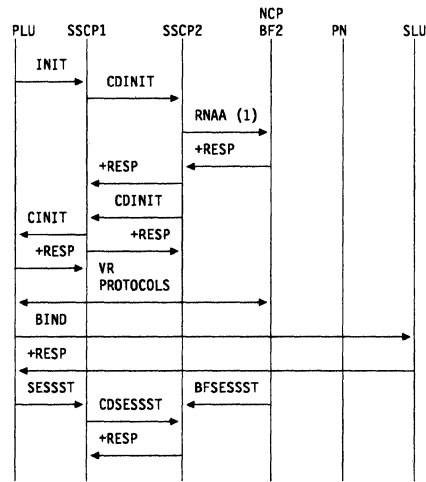 NCP
PLU SSCP1 SSCP2 BF2 PN SLU
INIT
CDINIT
RNAA (1)
+RESP
+RESP
CDINIT
CINIT
+RESP
+RESP
VR
PROTOCOLS
BIND
+RESP
SESSST
BFSESSST
CDSESSST
+RESP